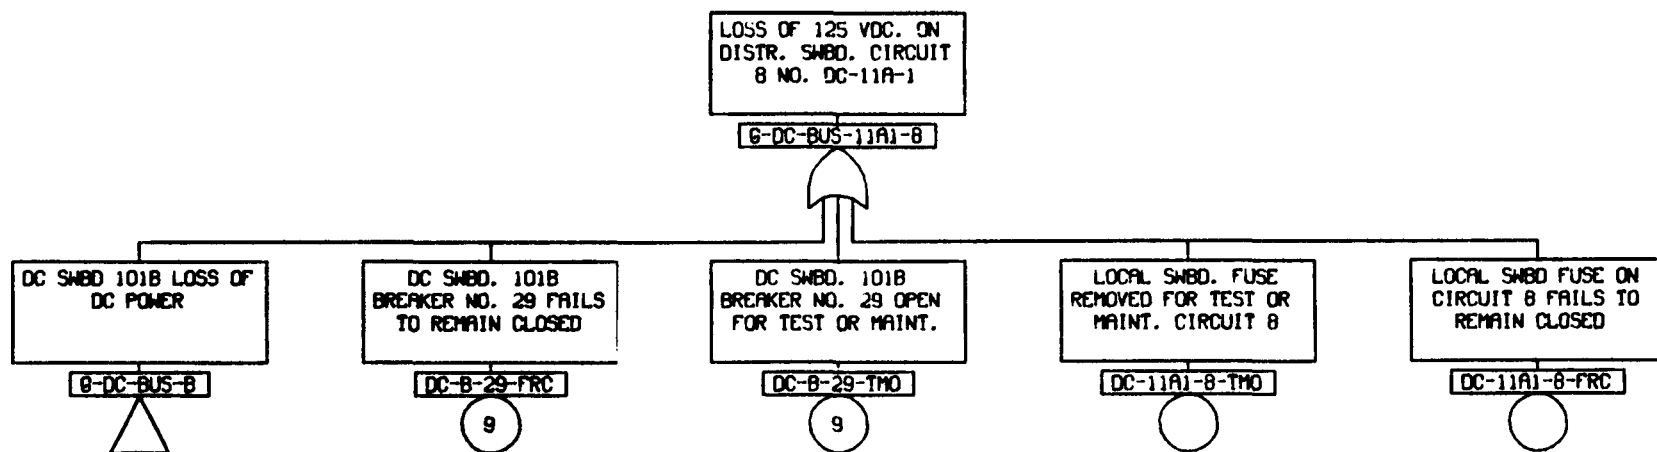 LOSS OF 125 VDC. ON
DISTR. SWBD. CIRCUIT
8 NO. DC-11A-1
G-DC-BUS-11A1-8
DC SWBD 101B LOSS OF
DC POWER
G-DC-BUS-B
DC SWBD. 101B
BREAKER NO. 29 FAILS
TO REMAIN CLOSED
DC-B-29-FRC
9
DC SWBD. 101B
BREAKER NO. 29 OPEN
FOR TEST OR MAINT.
DC-B-29-TMO
9
LOCAL SWBD. FUSE
REMOVED FOR TEST OR
MAINT. CIRCUIT 8
DC-11A1-8-TMO
LOCAL SWBD FUSE ON
CIRCUIT 8 FAILS TO
REMAIN CLOSED
DC-11A1-8-FRC